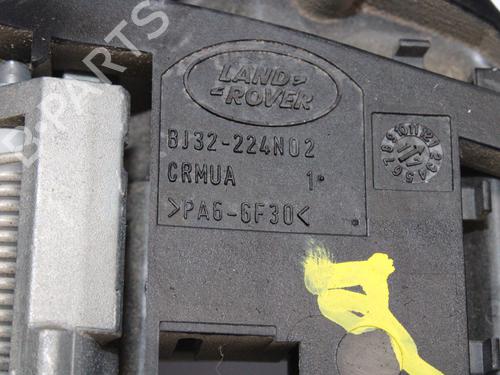 LAND-
-ROVER
BJ32-224N02
CRMUA 1*
>PA6-GF30<
B-PARTS